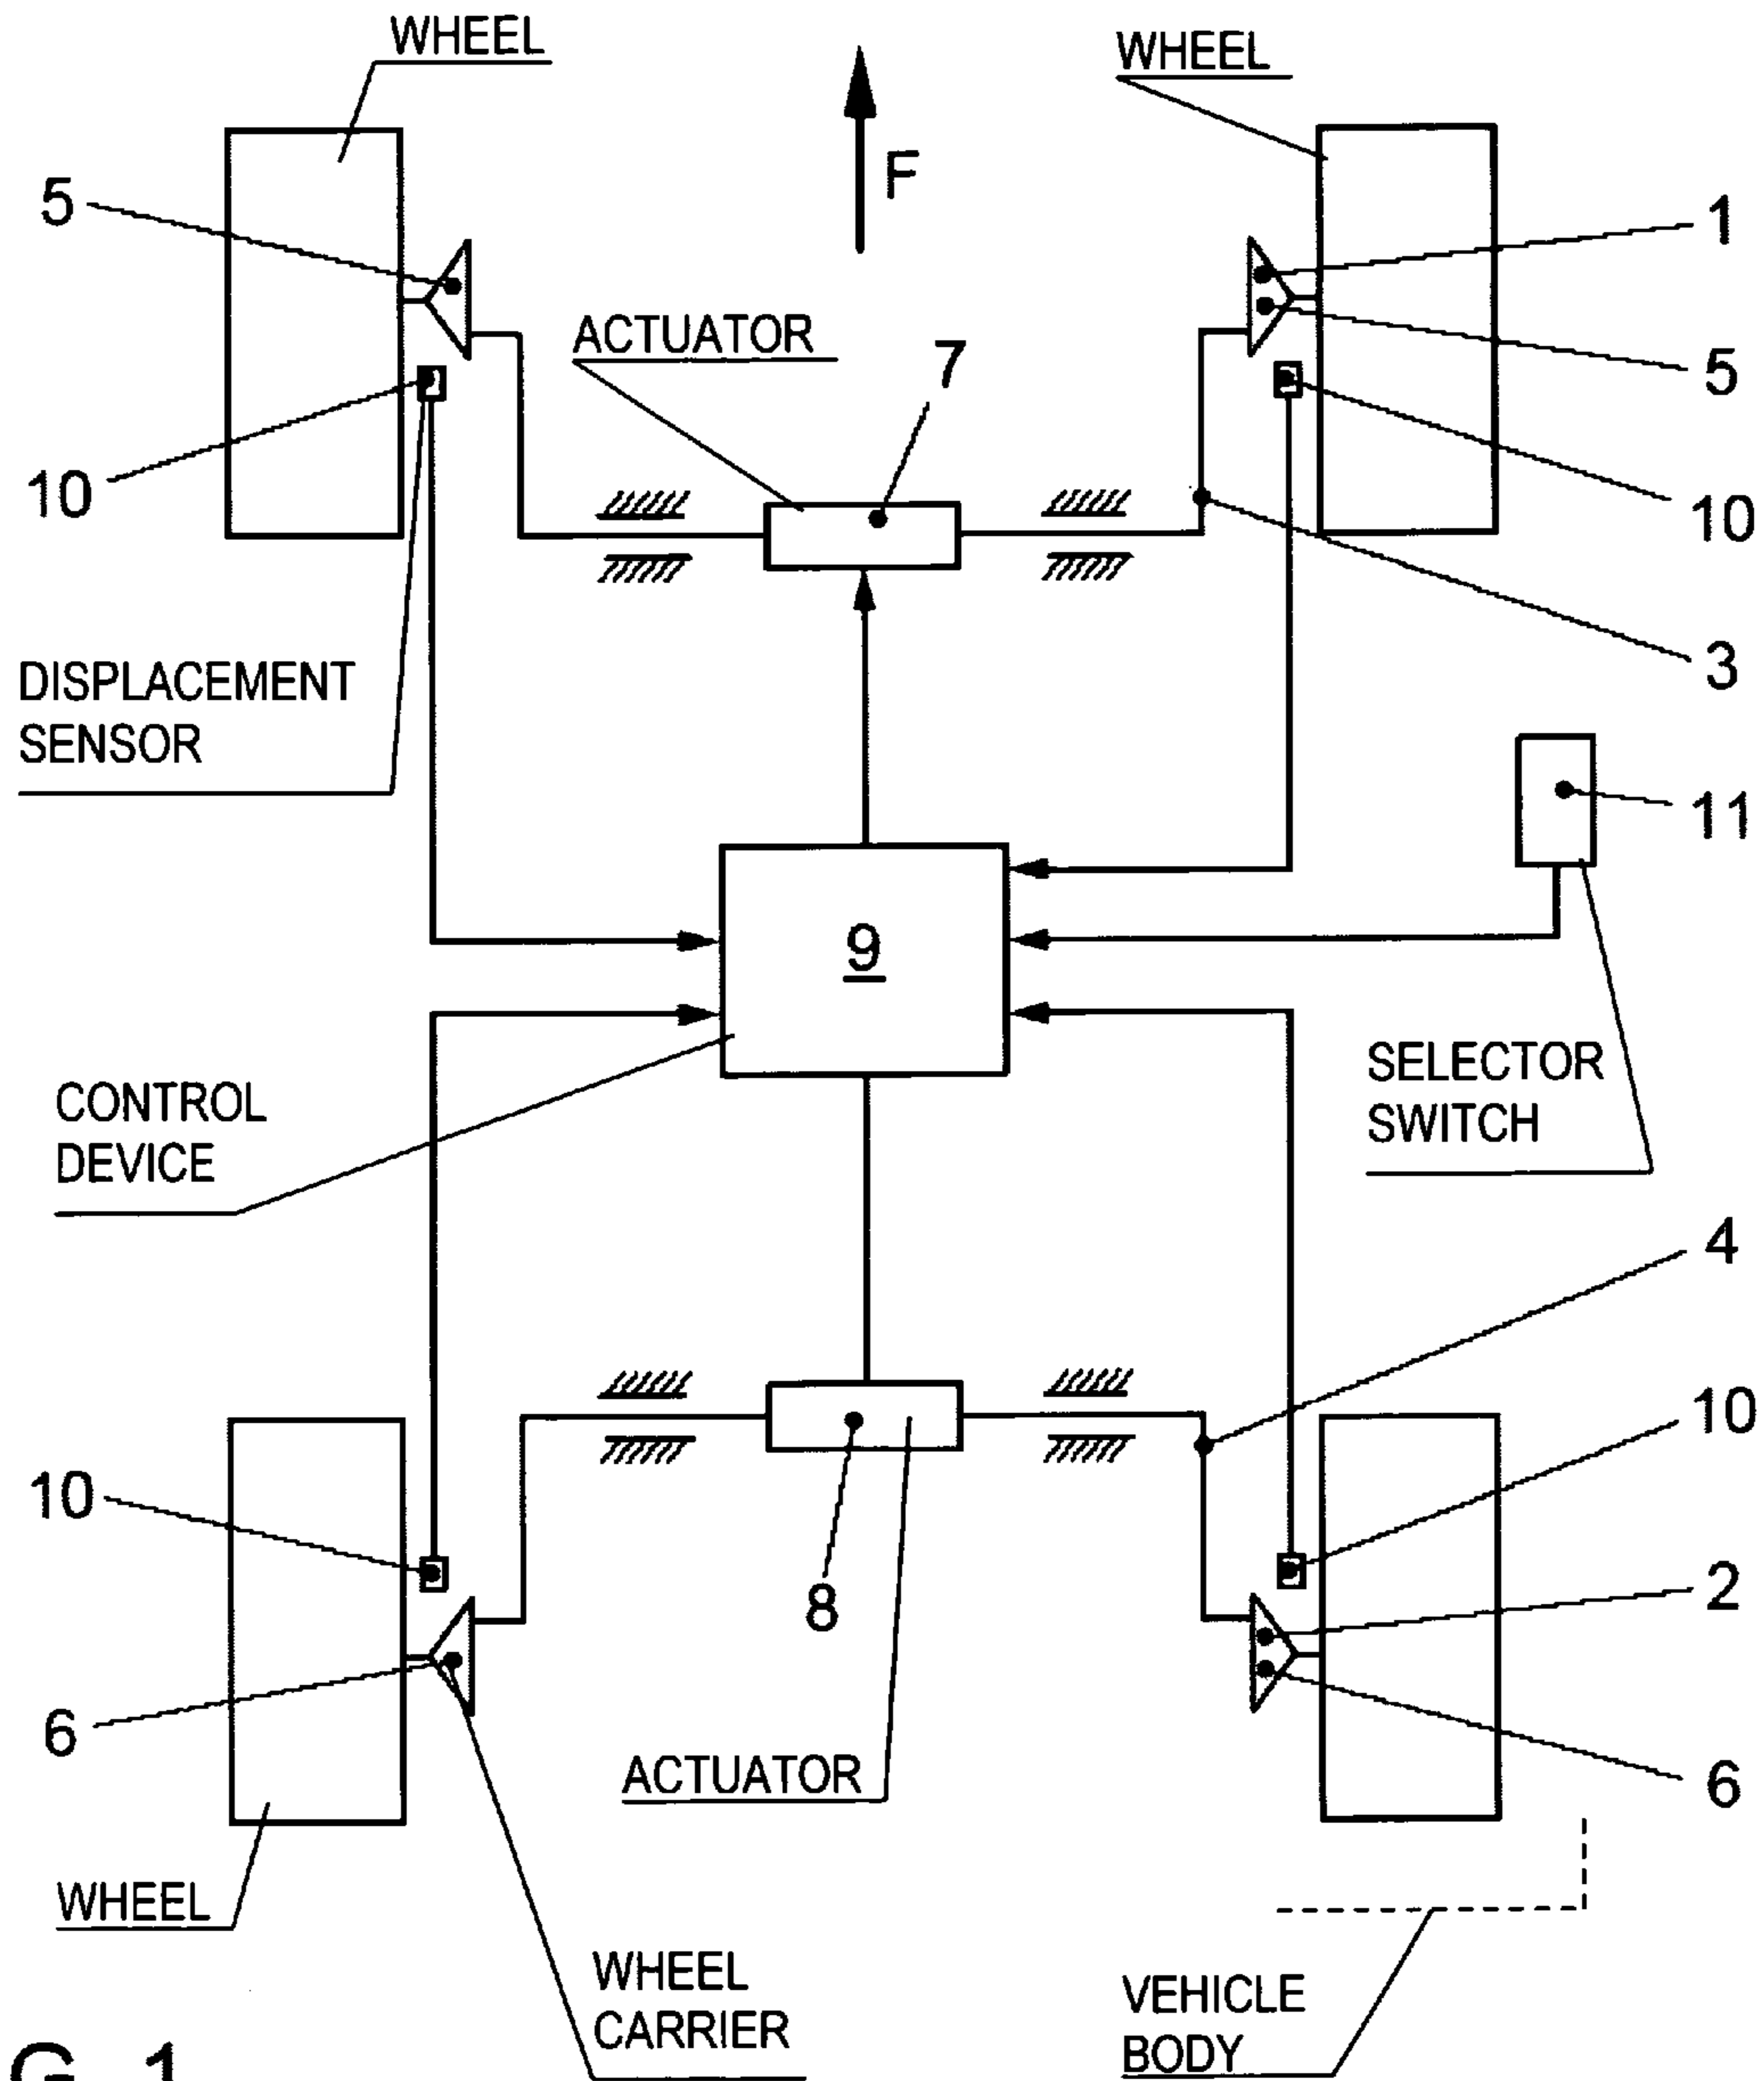 WHEEL
WHEEL
F
5
1
ACTUATOR
7
5
10
10
DISPLACEMENT
SENSOR
3
11
9
CONTROL
DEVICE
SELECTOR
SWITCH
4
10
10
8
2
6
ACTUATOR
6
WHEEL
WHEEL
CARRIER
VEHICLE
BODY
G. 1